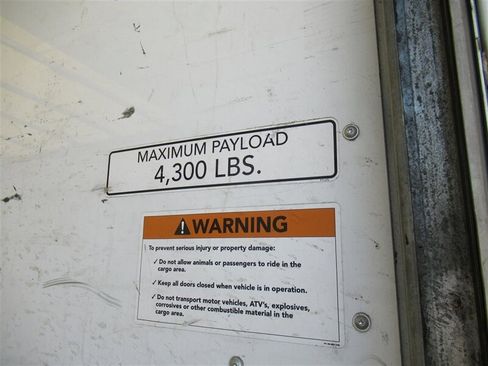 MAXIMUM PAYLOAD
4,300 LBS.
WARNING
To prevent serious injury or property damage:
✓ Do not allow animals or passengers to ride in the
cargo area.
✓ Keep all doors closed when vehicle is in operation.
✓ Do not transport motor vehicles, ATV's, explosives,
corrosives or other combustible material in the
cargo area.